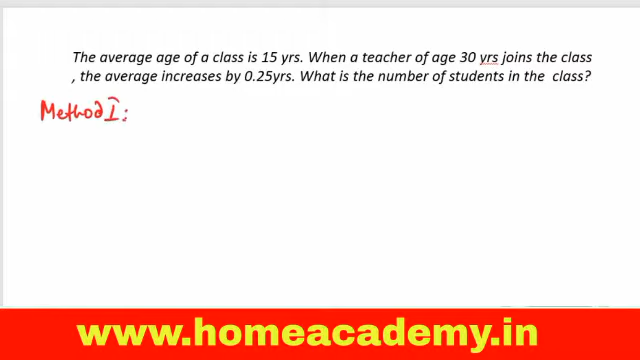 The average age of a class is 15 yrs. When a teacher of age 30 yrs joins the class
, the average increases by 0.25yrs. What is the number of students in the class?
Method I:
www.homeacademy.in